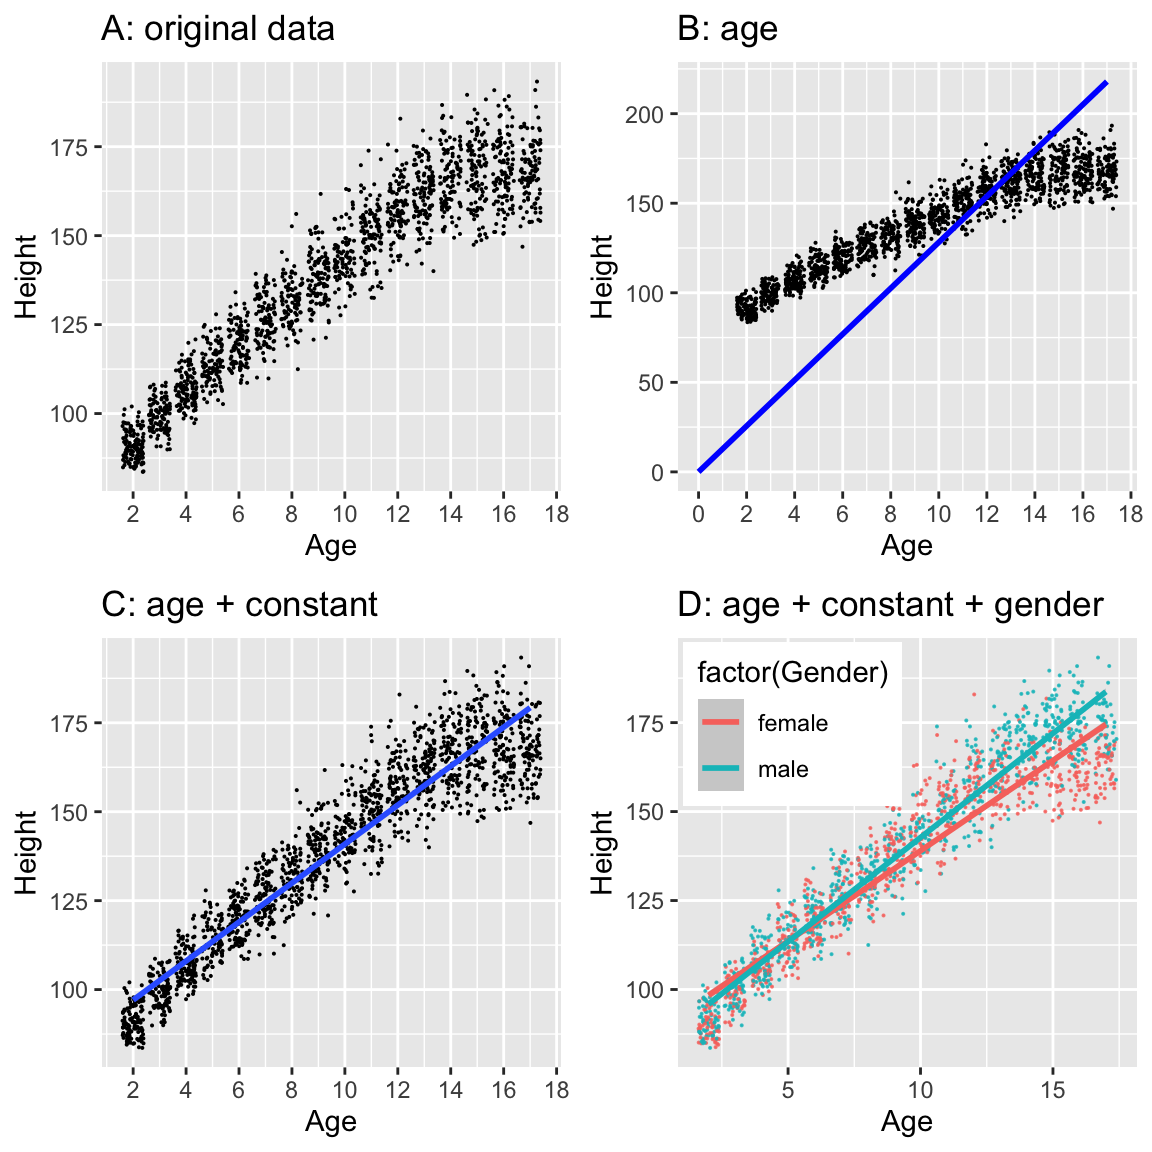 A: original data
Height
175
150
125
100
2 4 6 8 10 12 14 16 18
Age
B: age
Height
200
150
100
50
0
0 2 4 6 8 10 12 14 16 18
Age
C: age + constant
Height
175
150
125
100
2 4 6 8 10 12 14 16 18
Age
D: age + constant + gender
factor(Gender)
female
male
Height
175
150
125
100
5 10 15
Age